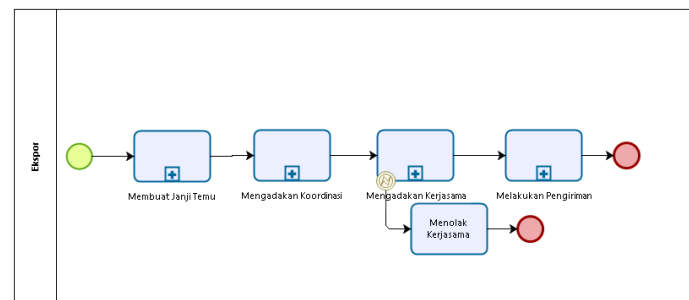 Ekspor
Membuat Janji Temu
Mengadakan Koordinasi
Mengadakan Kerjasama
Melakukan Pengiriman
Menolak
Kerjasama